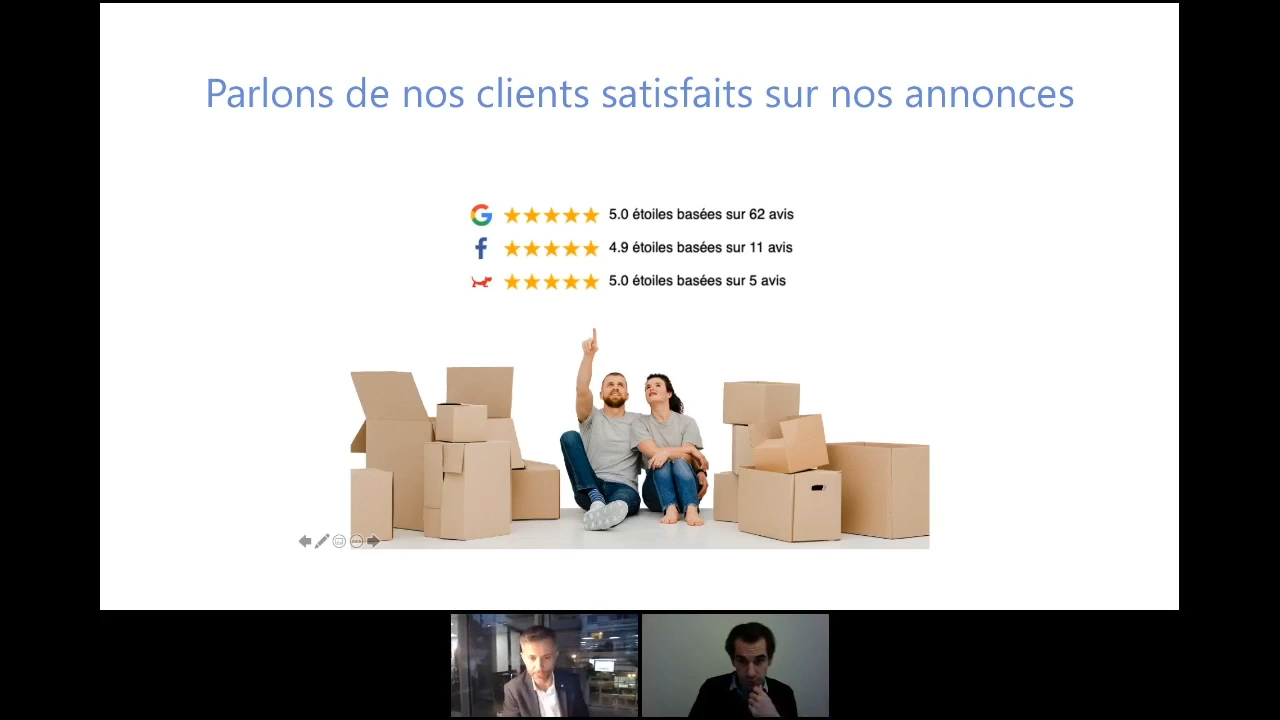 Parlons de nos clients satisfaits sur nos annonces
5.0 étoiles basées sur 62 avis
4.9 étoiles basées sur 11 avis
5.0 étoiles basées sur 5 avis